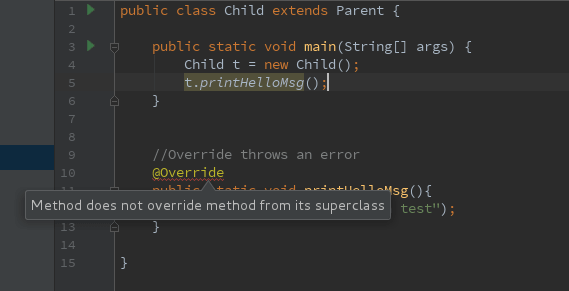 1 public class Child extends Parent {
2
3 public static void main(String[] args) {
4 Child t = new Child();
5 t.printHelloMsg();
6 }
7
8
9 //Override throws an error
10 @Override
11 public static void printHelloMsg(){
Method does not override method from its superclass
test");
13 }
14
15 }